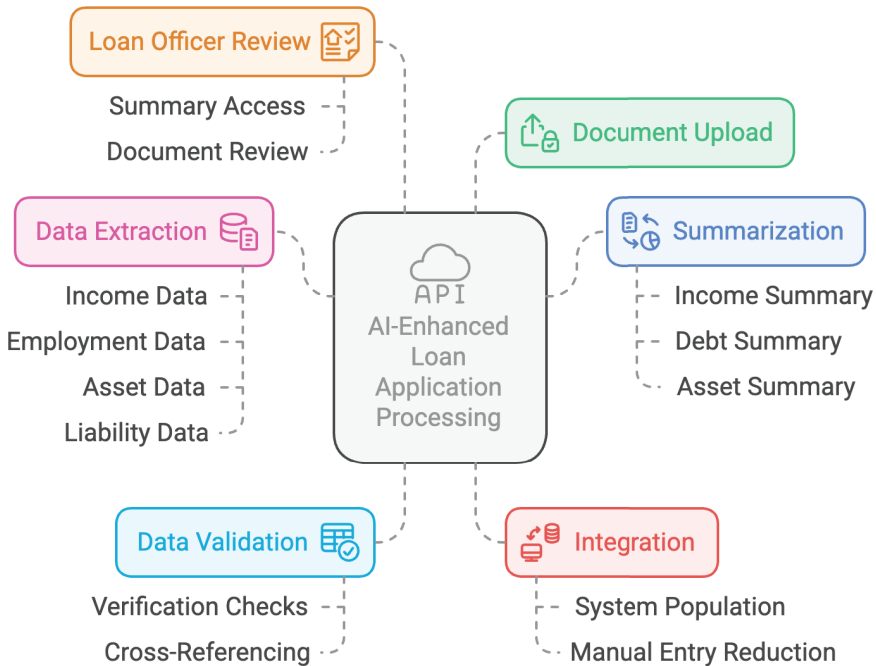 Loan Officer Review
Summary Access
Document Review
Document Upload
Data Extraction
Income Data
Employment Data
Asset Data
Liability Data
Summarization
Income Summary
Debt Summary
Asset Summary
API
AI-Enhanced
Loan
Application
Processing
Data Validation
Verification Checks
Cross-Referencing
Integration
System Population
Manual Entry Reduction